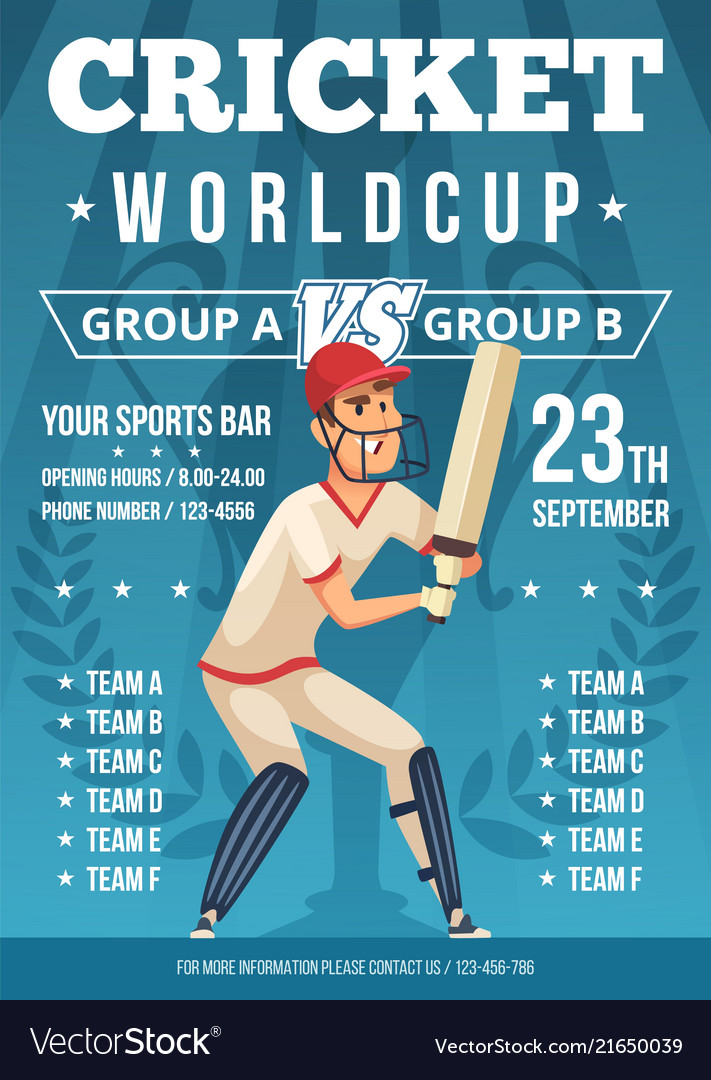 CRICKET
WORLDCUP
GROUP A VS GROUP B
YOUR SPORTS BAR
OPENING HOURS / 8.00-24.00
PHONE NUMBER / 123-4556
23TH
SEPTEMBER
TEAM A
TEAM B
TEAM C
TEAM D
TEAM E
TEAM F
TEAM A
TEAM B
TEAM C
TEAM D
TEAM E
TEAM F
FOR MORE INFORMATION PLEASE CONTACT US / 123-456-786
VectorStock®
VectorStock.com/21650039